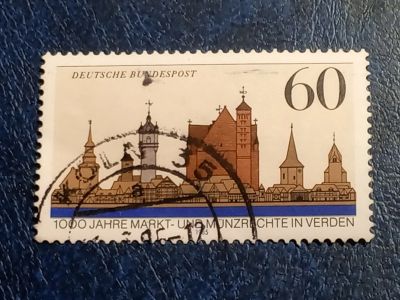 DEUTSCHE BUNDESPOST
60
1000 JAHRE MARKT- UND MÜNZRECHTE IN VERDEN